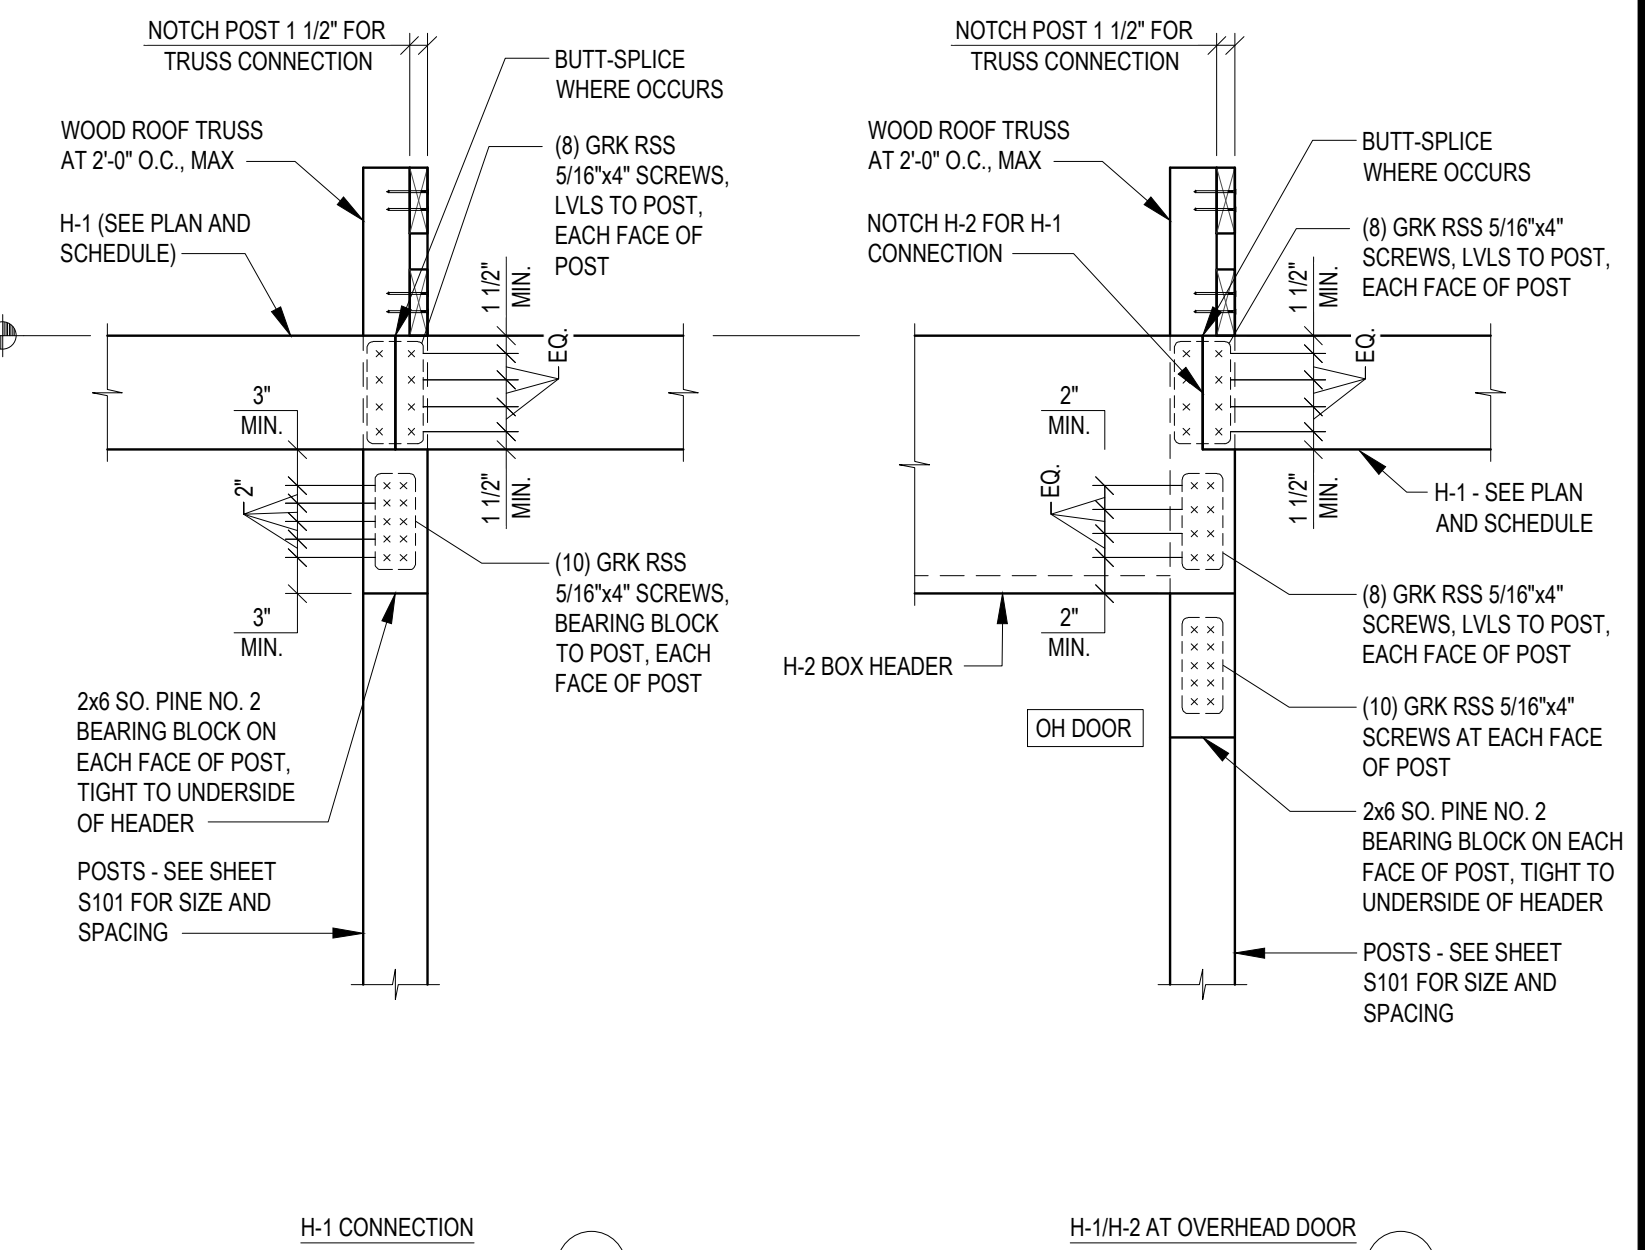 NOTCH POST 1 1/2" FOR
TRUSS CONNECTION
BUTT-SPLICE
WHERE OCCURS
WOOD ROOF TRUSS
AT 2'-0" O.C., MAX
(8) GRK RSS
5/16"x4" SCREWS,
LVLS TO POST,
EACH FACE OF
POST
H-1 (SEE PLAN AND
SCHEDULE)
1 1/2"
MIN.
EQ.
3"
MIN.
2"
1 1/2"
MIN.
(10) GRK RSS
5/16"x4" SCREWS,
BEARING BLOCK
TO POST, EACH
FACE OF POST
3"
MIN.
2x6 SO. PINE NO. 2
BEARING BLOCK ON
EACH FACE OF POST,
TIGHT TO UNDERSIDE
OF HEADER
POSTS - SEE SHEET
S101 FOR SIZE AND
SPACING
H-1 CONNECTION
NOTCH POST 1 1/2" FOR
TRUSS CONNECTION
WOOD ROOF TRUSS
AT 2'-0" O.C., MAX
BUTT-SPLICE
WHERE OCCURS
NOTCH H-2 FOR H-1
CONNECTION
(8) GRK RSS 5/16"x4"
SCREWS, LVLS TO POST,
EACH FACE OF POST
1 1/2"
MIN.
EQ.
2"
MIN.
EQ.
1 1/2"
MIN.
H-1 - SEE PLAN
AND SCHEDULE
(8) GRK RSS 5/16"x4"
SCREWS, LVLS TO POST,
EACH FACE OF POST
2"
MIN.
H-2 BOX HEADER
OH DOOR
(10) GRK RSS 5/16"x4"
SCREWS AT EACH FACE
OF POST
2x6 SO. PINE NO. 2
BEARING BLOCK ON EACH
FACE OF POST, TIGHT TO
UNDERSIDE OF HEADER
POSTS - SEE SHEET
S101 FOR SIZE AND
SPACING
H-1/H-2 AT OVERHEAD DOOR